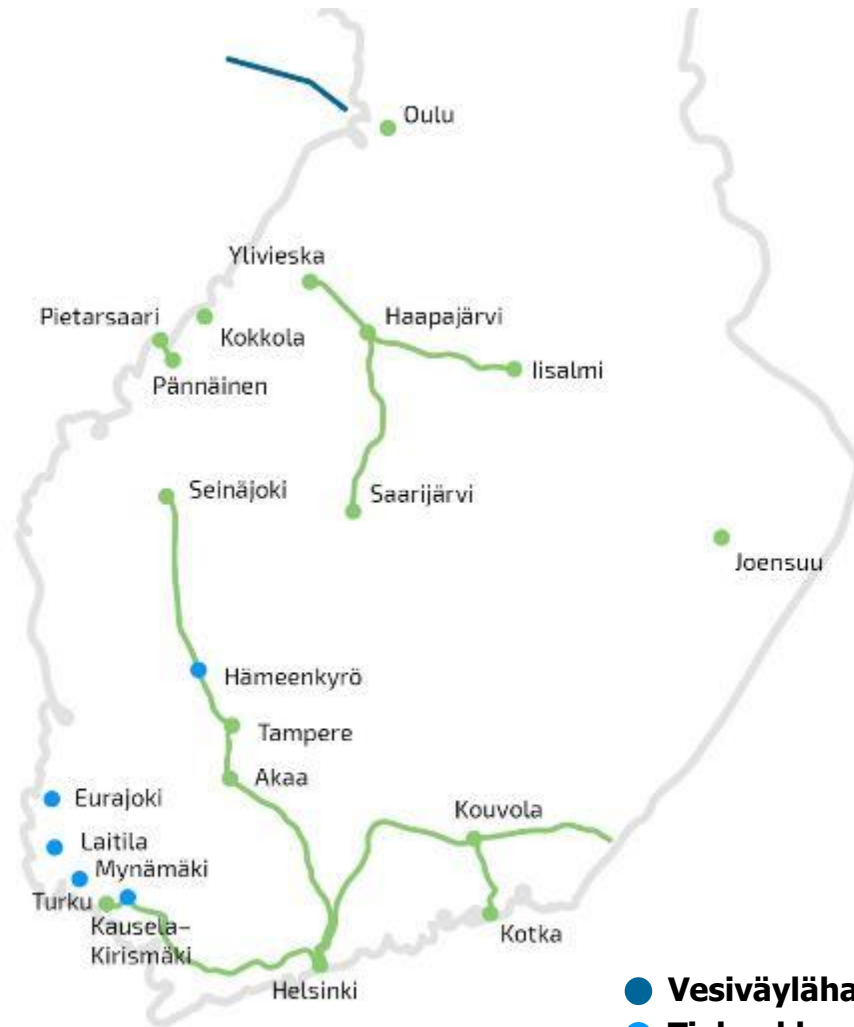 Oulu
Ylivieska
Pietarsaari
Haapajärvi
Kokkola
Iisalmi
Pännäinen
Seinäjoki
Saarijärvi
Joensuu
Hämeenkyrö
Tampere
Akaa
Eurajoki
Kouvola
Laitila
Mynämäki
Turku
Kausela-
Kirismäki
Kotka
Helsinki